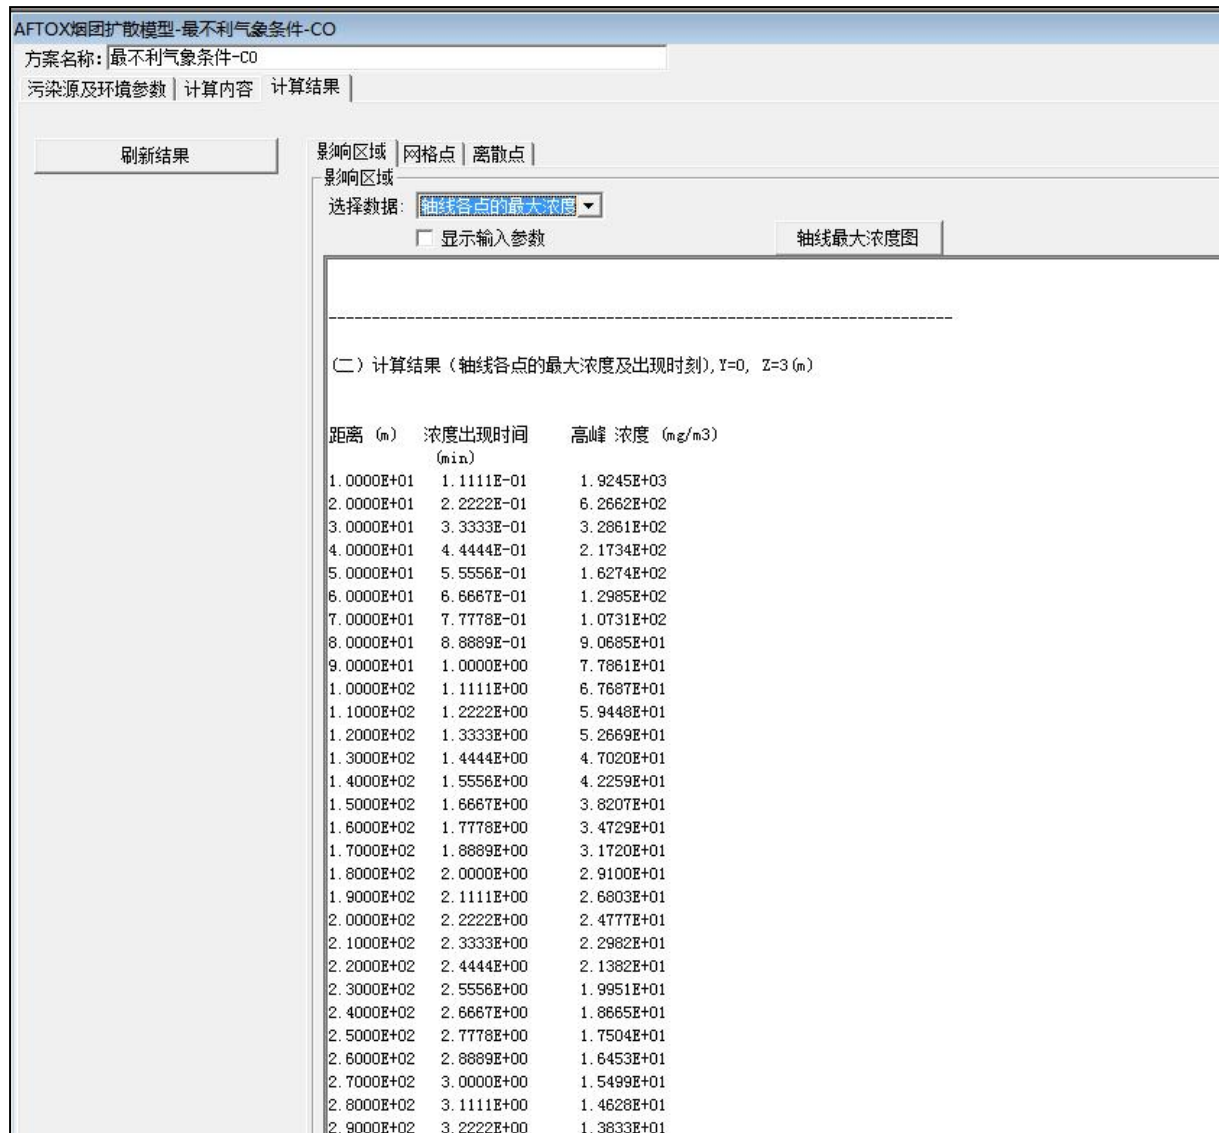 AFTOX烟团扩散模型-最不利气象条件-CO
方案名称: 最不利气象条件-CO
污染源及环境参数 计算内容 计算结果
刷新结果
影响区域 网格点 离散点
影响区域
选择数据: 轴线各点的最大浓度
显示输入参数 轴线最大浓度图
(二) 计算结果 (轴线各点的最大浓度及出现时刻),Y=0, Z=3(m)
距离 (m) 浓度出现时间 高峰 浓度 (mg/m3)
(min)
1.0000E+01 1.1111E-01 1.9245E+03
2.0000E+01 2.2222E-01 6.2662E+02
3.0000E+01 3.3333E-01 3.2861E+02
4.0000E+01 4.4444E-01 2.1734E+02
5.0000E+01 5.5556E-01 1.6274E+02
6.0000E+01 6.6667E-01 1.2985E+02
7.0000E+01 7.7778E-01 1.0731E+02
8.0000E+01 8.8889E-01 9.0685E+01
9.0000E+01 1.0000E+00 7.7861E+01
1.0000E+02 1.1111E+00 6.7687E+01
1.1000E+02 1.2222E+00 5.9448E+01
1.2000E+02 1.3333E+00 5.2669E+01
1.3000E+02 1.4444E+00 4.7020E+01
1.4000E+02 1.5556E+00 4.2259E+01
1.5000E+02 1.6667E+00 3.8207E+01
1.6000E+02 1.7778E+00 3.4729E+01
1.7000E+02 1.8889E+00 3.1720E+01
1.8000E+02 2.0000E+00 2.9100E+01
1.9000E+02 2.1111E+00 2.6803E+01
2.0000E+02 2.2222E+00 2.4777E+01
2.1000E+02 2.3333E+00 2.2982E+01
2.2000E+02 2.4444E+00 2.1382E+01
2.3000E+02 2.5556E+00 1.9951E+01
2.4000E+02 2.6667E+00 1.8665E+01
2.5000E+02 2.7778E+00 1.7504E+01
2.6000E+02 2.8889E+00 1.6453E+01
2.7000E+02 3.0000E+00 1.5499E+01
2.8000E+02 3.1111E+00 1.4628E+01
2.9000E+02 3.2222E+00 1.3833E+01